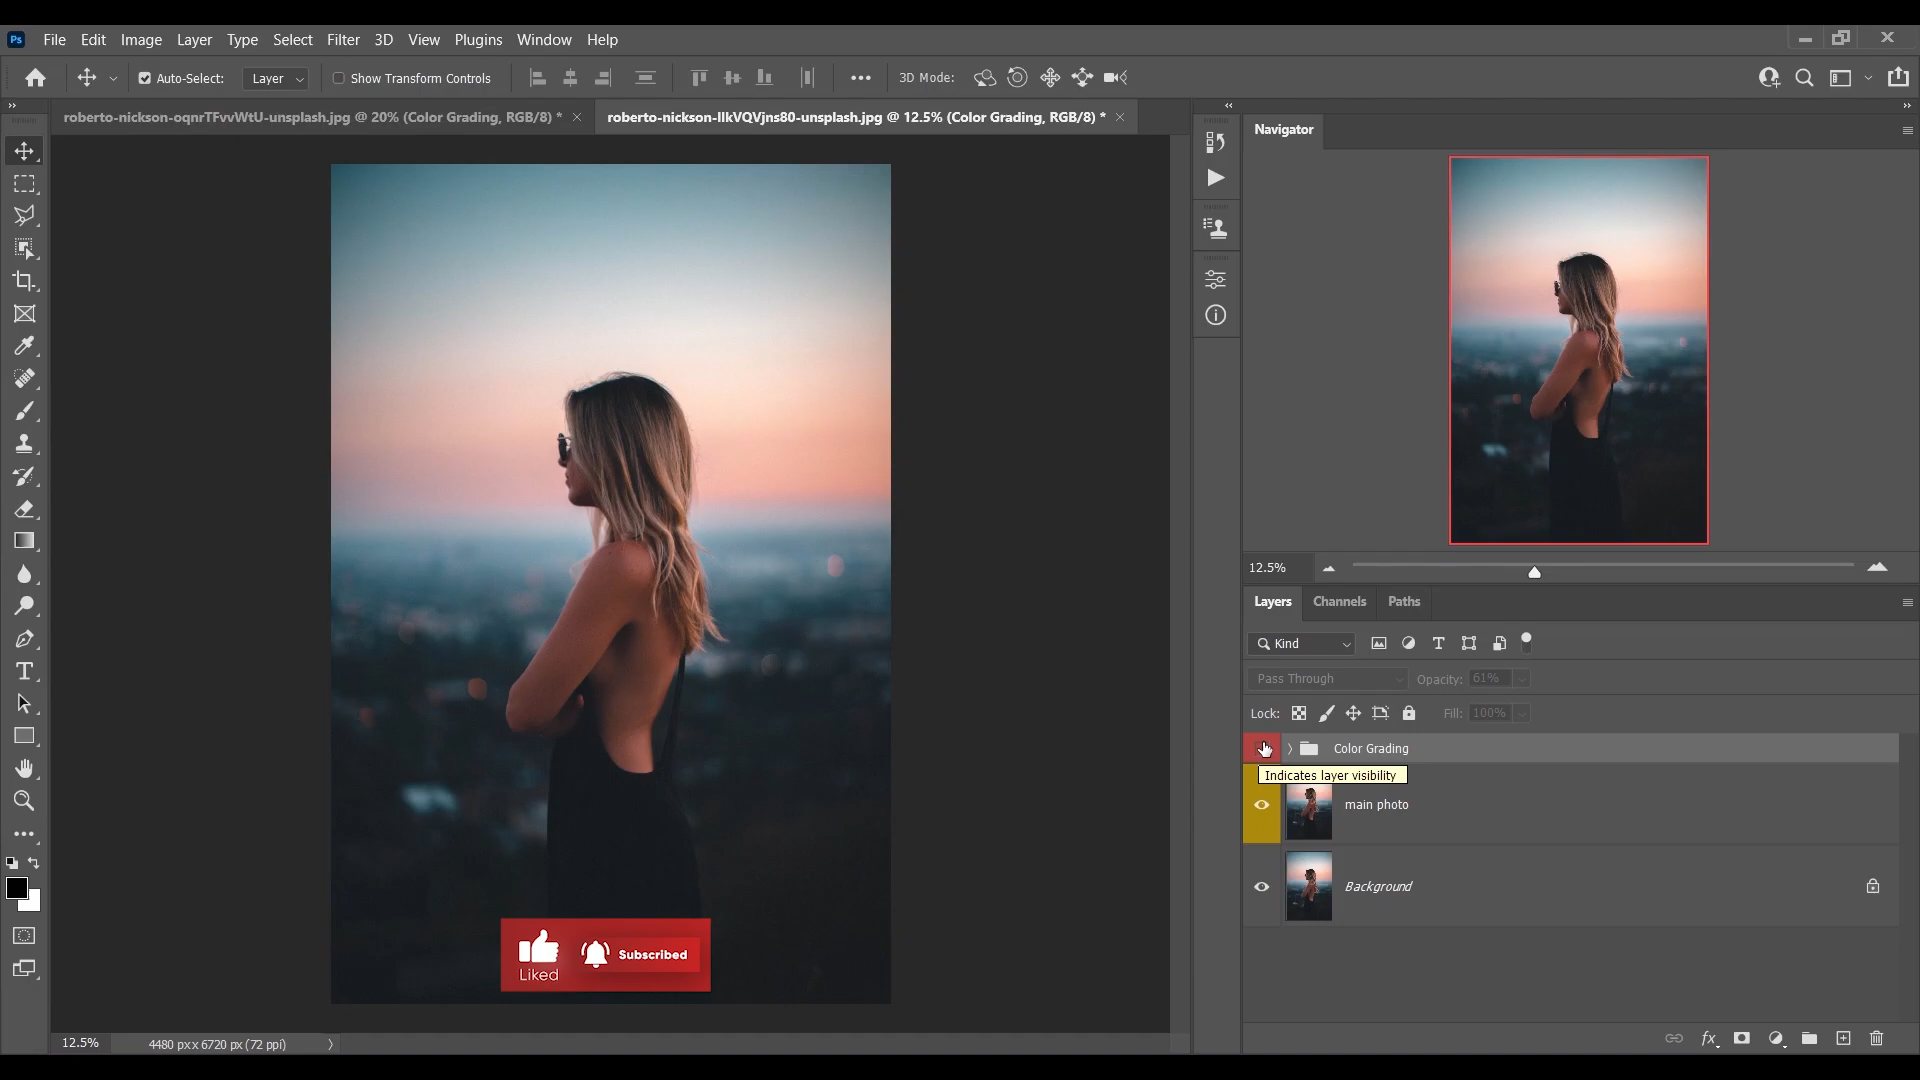 Ps File Edit Image Layer Type Select Filter 3D View Plugins Window Help
Auto-Select: Layer Show Transform Controls 3D Mode:
roberto-nickson-oqnrTFvvWtU-unsplash.jpg @ 20% (Color Grading, RGB/8) *
roberto-nickson-IIkVQVjns80-unsplash.jpg @ 12.5% (Color Grading, RGB/8) *
Navigator
12.5%
Layers Channels Paths
Kind
Pass Through Opacity: 61%
Lock: Fill: 100%
Color Grading
Indicates layer visibility
main photo
Background
Liked
Subscribed
12.5% 4480 px x 6720 px (72 ppi)
fx